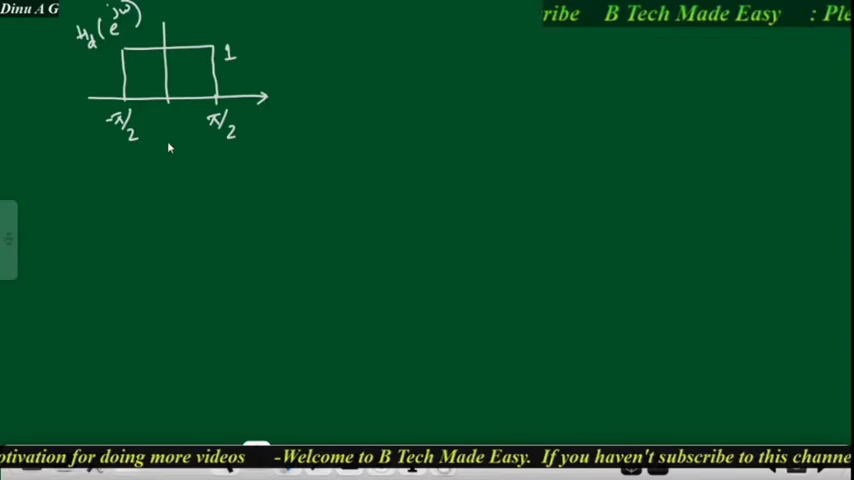 Dinu A G
ribe B Tech Made Easy : Ple
H_d(e^{jω})
1
-π/2
π/2
otivation for doing more videos -Welcome to B Tech Made Easy. If you haven't subscribe to this channe